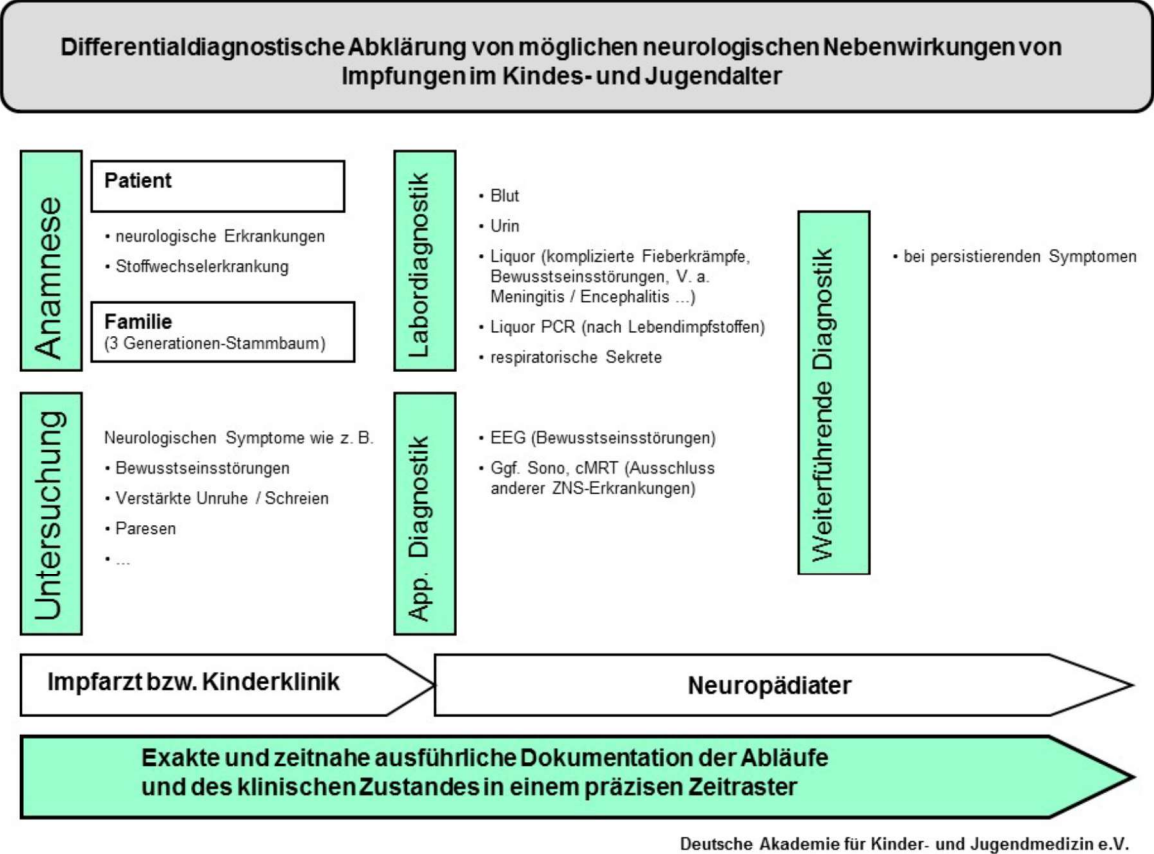 Differentialdiagnostische Abklärung von möglichen neurologischen Nebenwirkungen von
Impfungen im Kindes- und Jugendalter
Anamnese
Patient
• neurologische Erkrankungen
• Stoffwechselerkrankung
Familie
(3 Generationen-Stammbaum)
Untersuchung
Neurologischen Symptome wie z. B.
• Bewusstseinsstörungen
• Verstärkte Unruhe / Schreien
• Paresen
• ...
Labordiagnostik
• Blut
• Urin
• Liquor (komplizierte Fieberkrämpfe,
Bewusstseinsstörungen, V. a.
Meningitis / Encephalitis ...)
• Liquor PCR (nach Lebendimpfstoffen)
• respiratorische Sekrete
App. Diagnostik
• EEG (Bewusstseinsstörungen)
• Ggf. Sono, cMRT (Ausschluss
anderer ZNS-Erkrankungen)
Weiterführende Diagnostik
• bei persistierenden Symptomen
Impfarzt bzw. Kinderklinik
Neuropädiater
Exakte und zeitnahe ausführliche Dokumentation der Abläufe
und des klinischen Zustandes in einem präzisen Zeitraster
Deutsche Akademie für Kinder- und Jugendmedizin e.V.